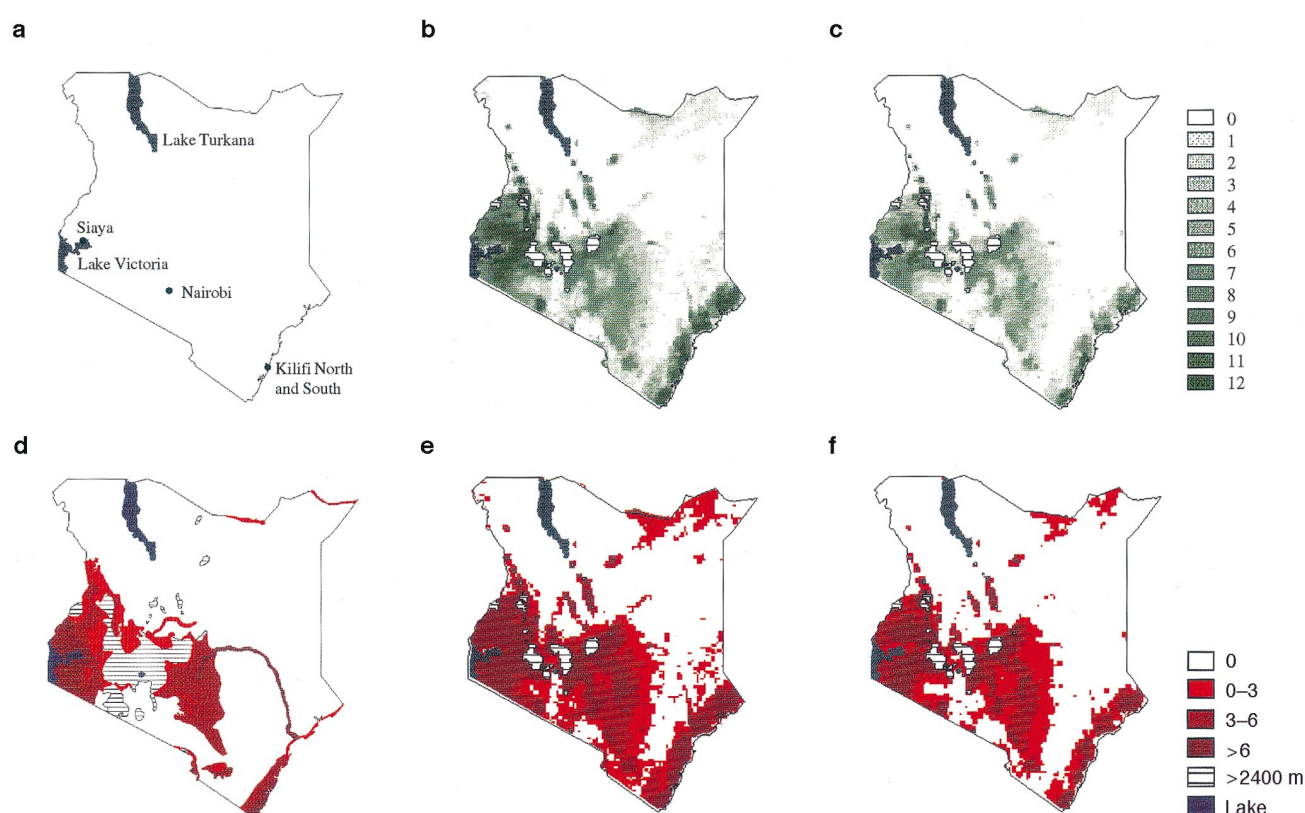 a
b
c
Lake Turkana
Siaya
Lake Victoria
Nairobi
Kilifi North
and South
0
1
2
3
4
5
6
7
8
9
10
11
12
d
e
f
0
0–3
3–6
>6
>2400 m
Lake